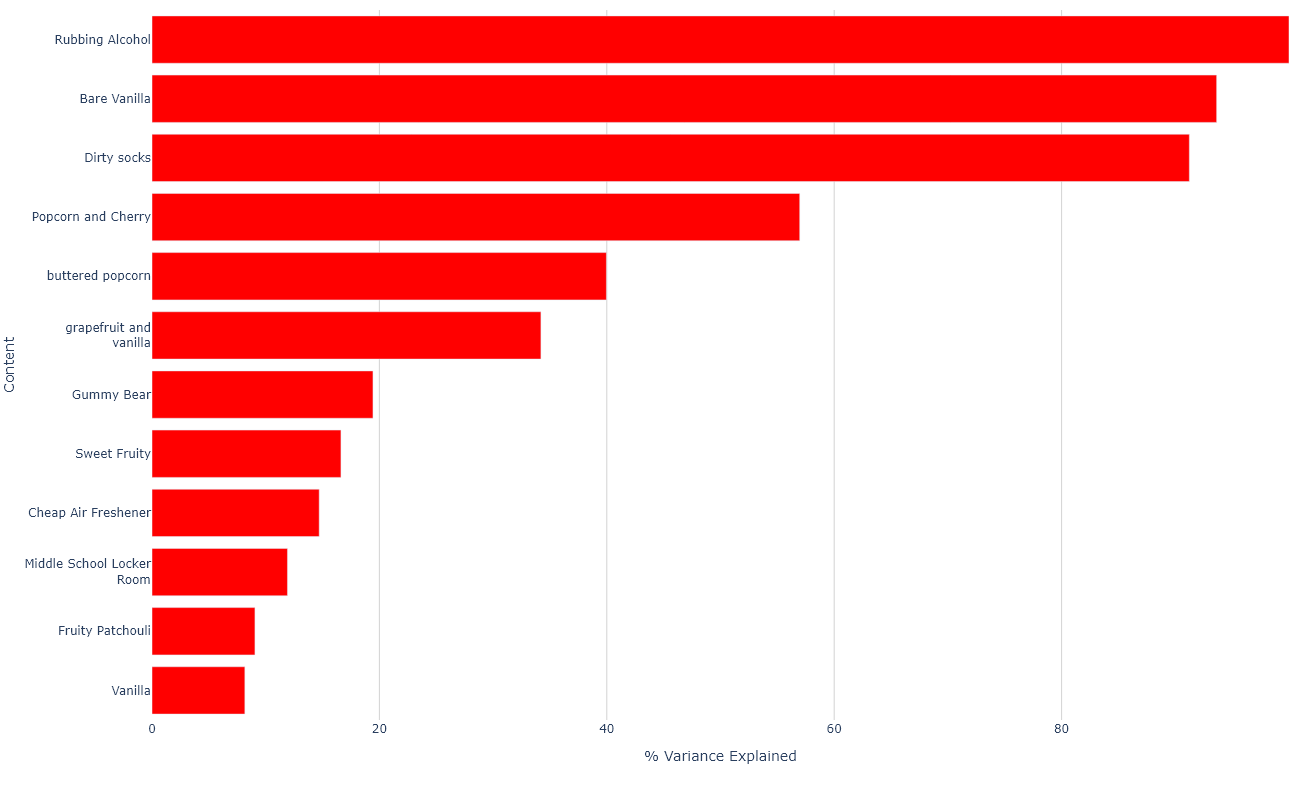 Rubbing Alcohol
Bare Vanilla
Dirty socks
Popcorn and Cherry
buttered popcorn
grapefruit and
vanilla
Gummy Bear
Sweet Fruity
Cheap Air Freshener
Middle School Locker
Room
Fruity Patchouli
Vanilla
Content
0 20 40 60 80
% Variance Explained